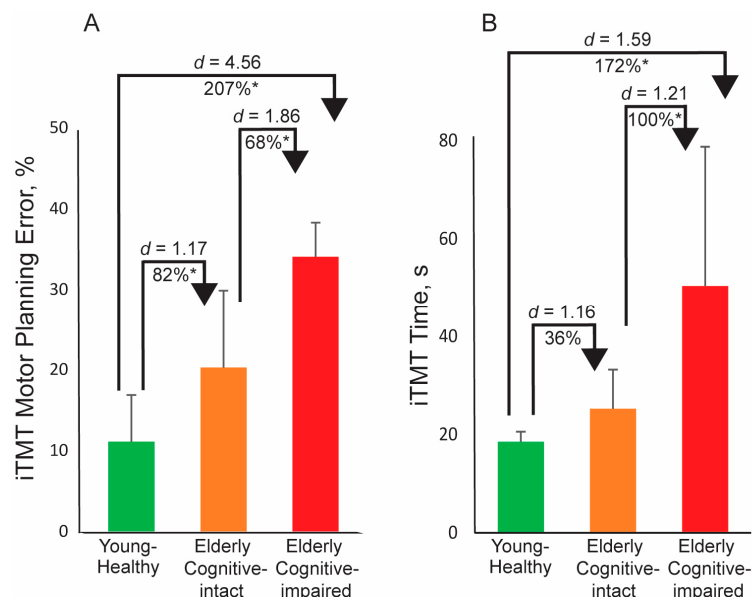 A
d = 4.56
207%*
d = 1.86
68%*
d = 1.17
82%*
iTMT Motor Planning Error, %
50
40
30
20
10
0
Young-
Healthy
Elderly
Cognitive-
intact
Elderly
Cognitive-
impaired
B
d = 1.59
172%*
d = 1.21
100%*
d = 1.16
36%
iTMT Time, s
80
60
40
20
0
Young-
Healthy
Elderly
Cognitive-
intact
Elderly
Cognitive-
impaired